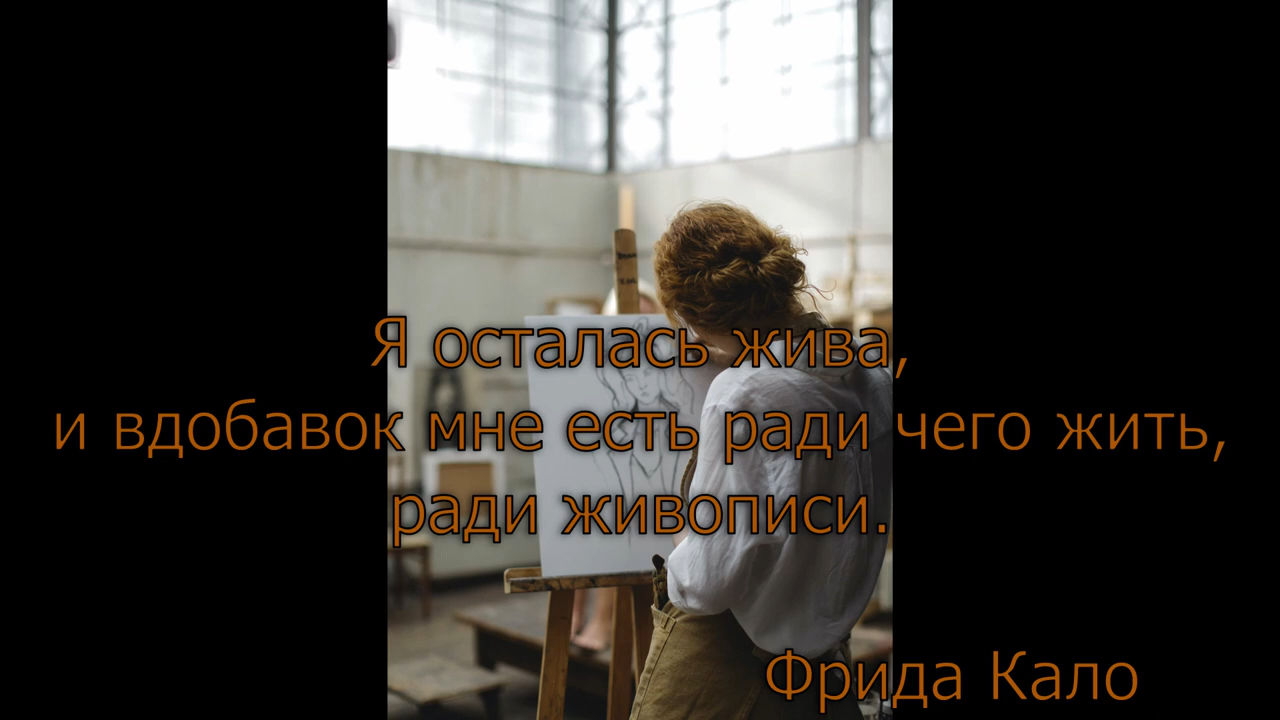 Я осталась жива,
и вдобавок мне есть ради чего жить,
ради живописи.
Фрида Кало